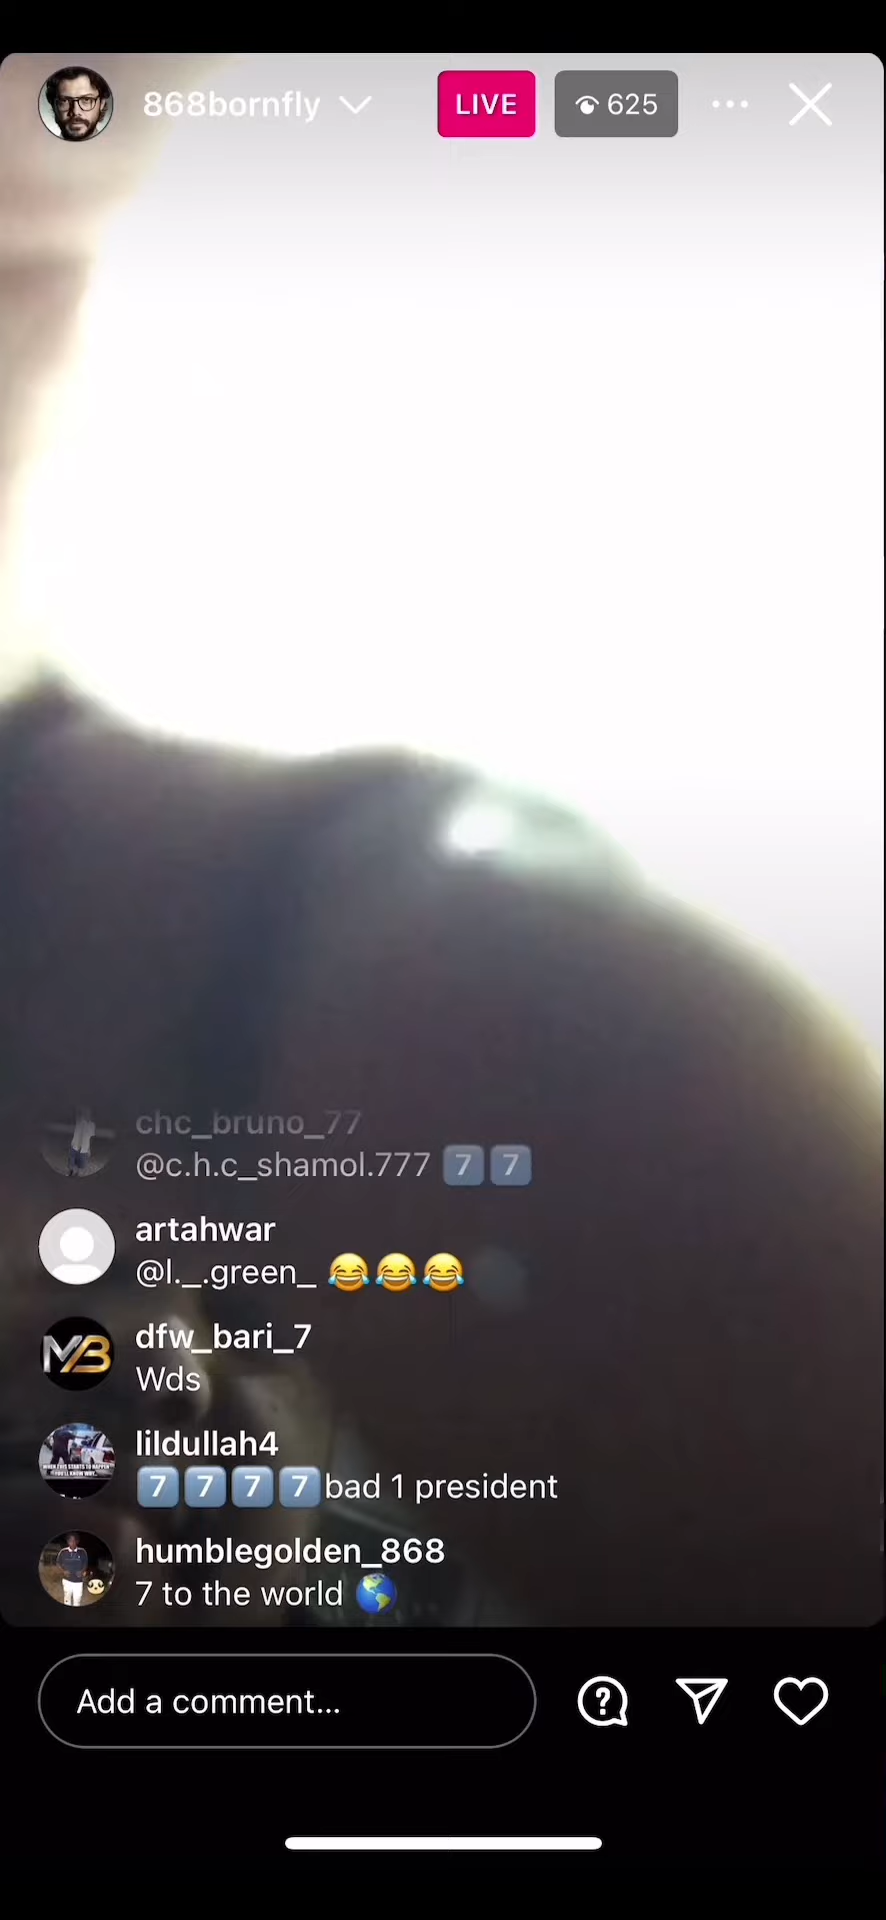 868bornfly
LIVE
625
chc_bruno_77
@c.h.c_shamol.777 7️⃣7️⃣
artahwar
@l._.green_ 😂😂😂
dfw_bari_7
Wds
MB
lildullah4
7️⃣7️⃣7️⃣7️⃣bad 1 president
humblegolden_868
7 to the world 🌎
Add a comment...